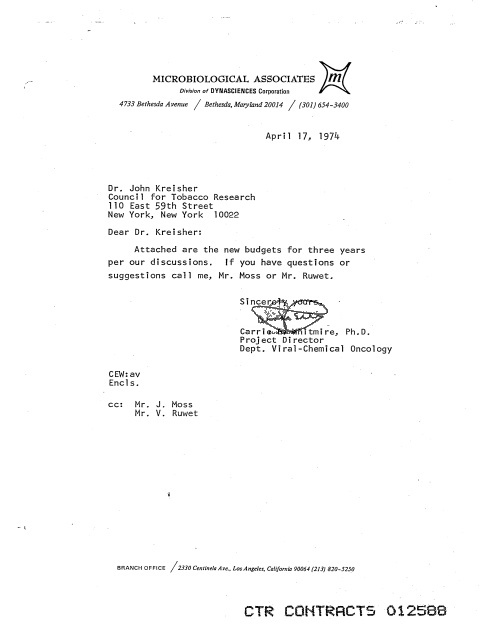 MICROBIOLOGICAL ASSOCIATES
m
Division of DYNASCIENCES Corporation
4733 Bethesda Avenue / Bethesda, Maryland 20014 / (301) 654-3400
April 17, 1974
Dr. John Kreisher
Council for Tobacco Research
110 East 59th Street
New York, New York 10022
Dear Dr. Kreisher:
Attached are the new budgets for three years
per our discussions. If you have questions or
suggestions call me, Mr. Moss or Mr. Ruwet.
Sincerely yours,
Carrie Whitmire, Ph.D.
Project Director
Dept. Viral-Chemical Oncology
CEW:av
Encls.
cc: Mr. J. Moss
Mr. V. Ruwet
BRANCH OFFICE / 2330 Centinela Ave., Los Angeles, California 90064 (213) 820-5250
CTR CONTRACTS 012588